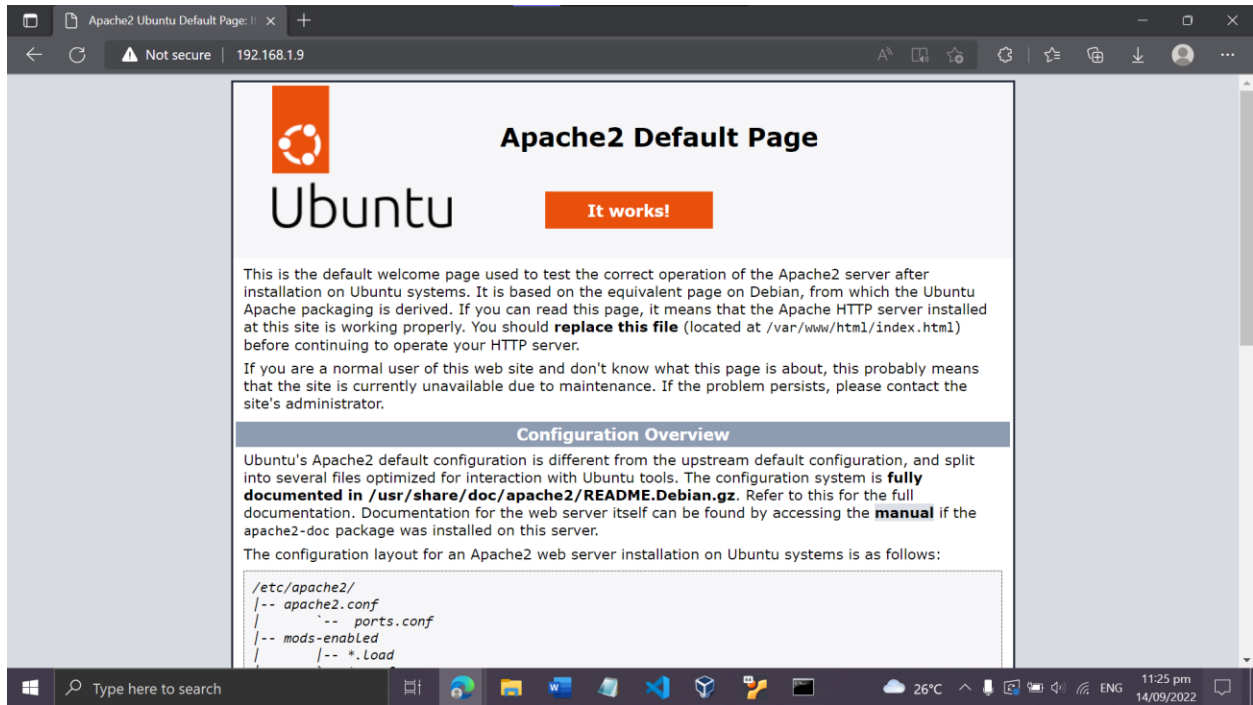 Apache2 Ubuntu Default Page: I
Not secure
192.168.1.9
Apache2 Default Page
Ubuntu
It works!
This is the default welcome page used to test the correct operation of the Apache2 server after
installation on Ubuntu systems. It is based on the equivalent page on Debian, from which the Ubuntu
Apache packaging is derived. If you can read this page, it means that the Apache HTTP server installed
at this site is working properly. You should replace this file (located at /var/www/html/index.html)
before continuing to operate your HTTP server.
If you are a normal user of this web site and don't know what this page is about, this probably means
that the site is currently unavailable due to maintenance. If the problem persists, please contact the
site's administrator.
Configuration Overview
Ubuntu's Apache2 default configuration is different from the upstream default configuration, and split
into several files optimized for interaction with Ubuntu tools. The configuration system is fully
documented in /usr/share/doc/apache2/README.Debian.gz. Refer to this for the full
documentation. Documentation for the web server itself can be found by accessing the manual if the
apache2-doc package was installed on this server.
The configuration layout for an Apache2 web server installation on Ubuntu systems is as follows:
/etc/apache2/
|-- apache2.conf
|       `--  ports.conf
|-- mods-enabled
|       |-- *.load
Type here to search
26°C
ENG
11:25 pm
14/09/2022